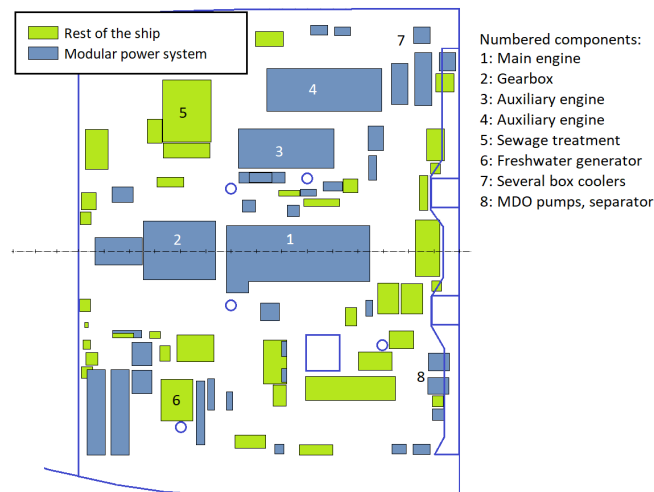 Rest of the ship
Modular power system
7
4
5
3
2
1
8
6
Numbered components:
1: Main engine
2: Gearbox
3: Auxiliary engine
4: Auxiliary engine
5: Sewage treatment
6: Freshwater generator
7: Several box coolers
8: MDO pumps, separator